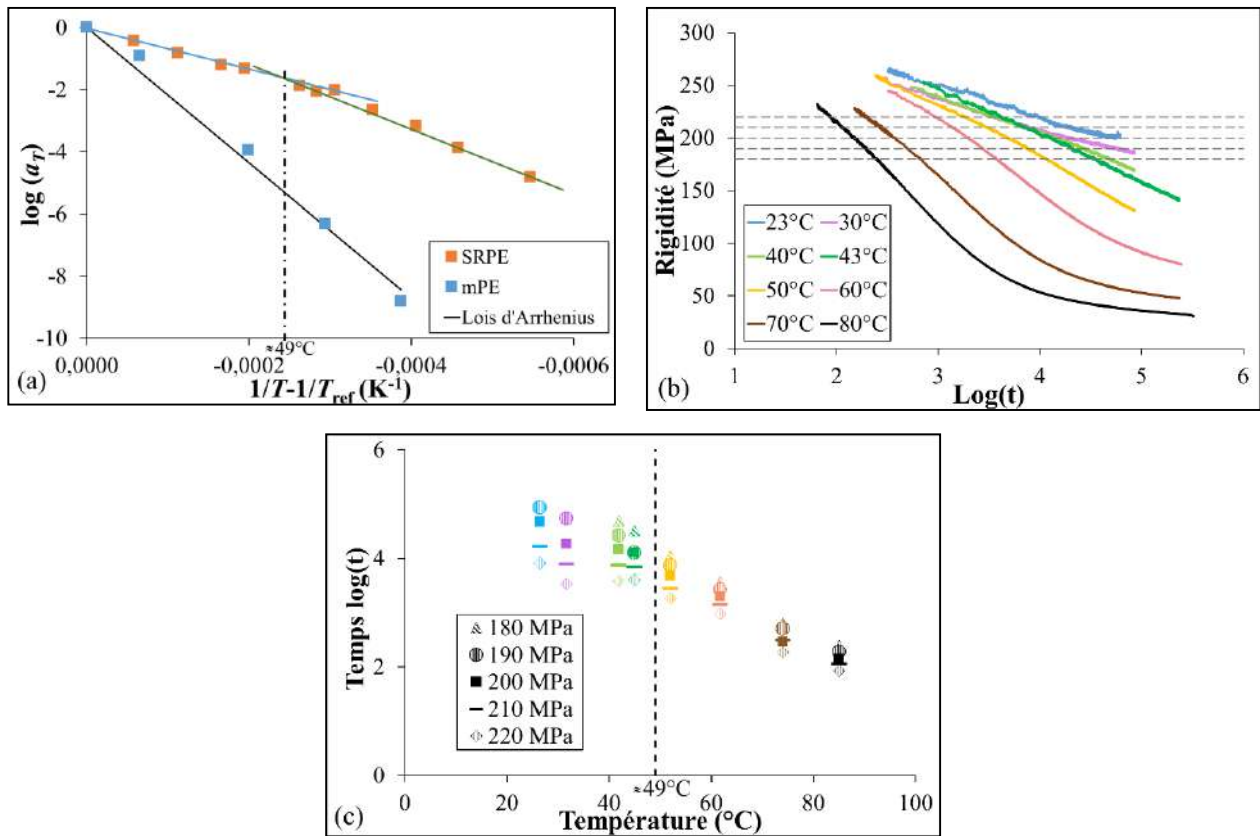 0
-2
-4
-6
-8
-10
log (aT)
0,0000
-0,0002
-0,0004
-0,0006
≈49°C
1/T-1/Tref (K-1)
SRPE
mPE
Lois d'Arrhenius
(a)
300
250
200
150
100
50
0
Rigidité (MPa)
23°C 30°C
40°C 43°C
50°C 60°C
70°C 80°C
1 2 3 4 5 6
Log(t)
(b)
6
4
2
0
Temps log(t)
180 MPa
190 MPa
200 MPa
210 MPa
220 MPa
0 20 40 60 80 100
≈49°C
Température (°C)
(c)